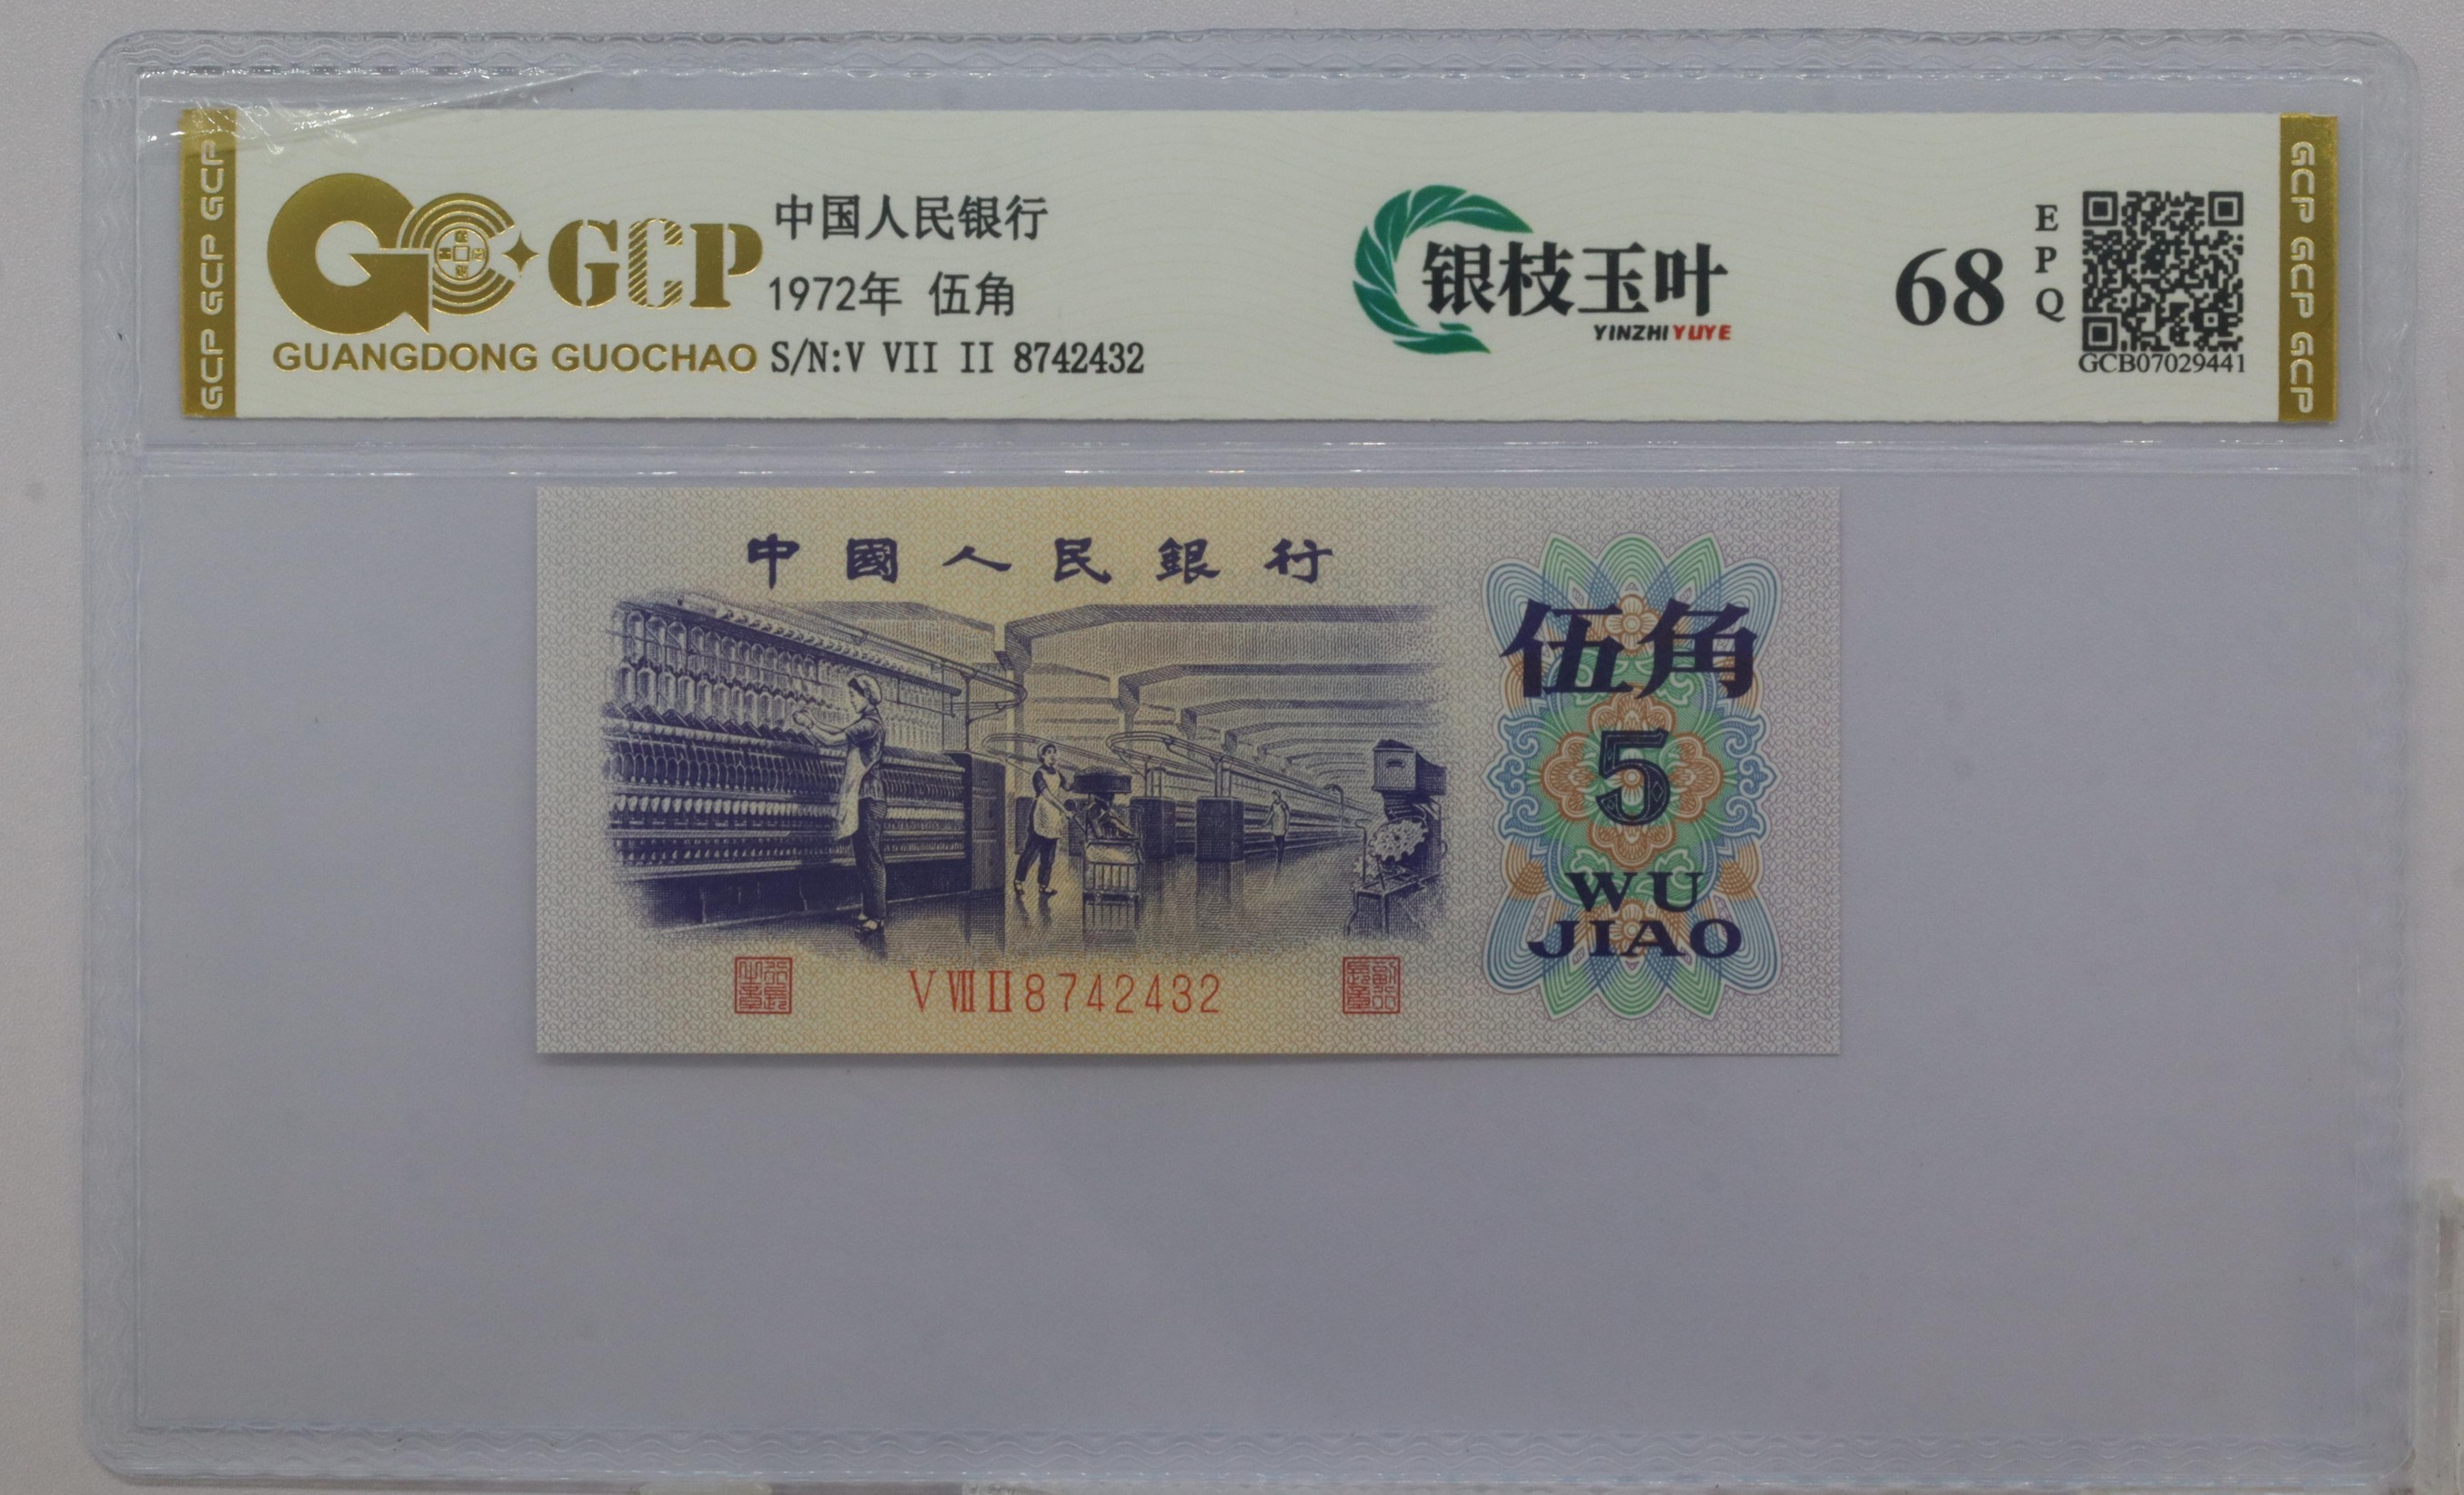 GCP GCP GCP
GCP
GUANGDONG GUOCHAO
中国人民银行
1972年 伍角
S/N:V VII II 8742432
银枝玉叶
YINZHIYUYE
68
EPQ
GCB07029441
GCP GCP GCP
中國人民銀行
伍角
5
WU
JIAO
V VII II 8742432